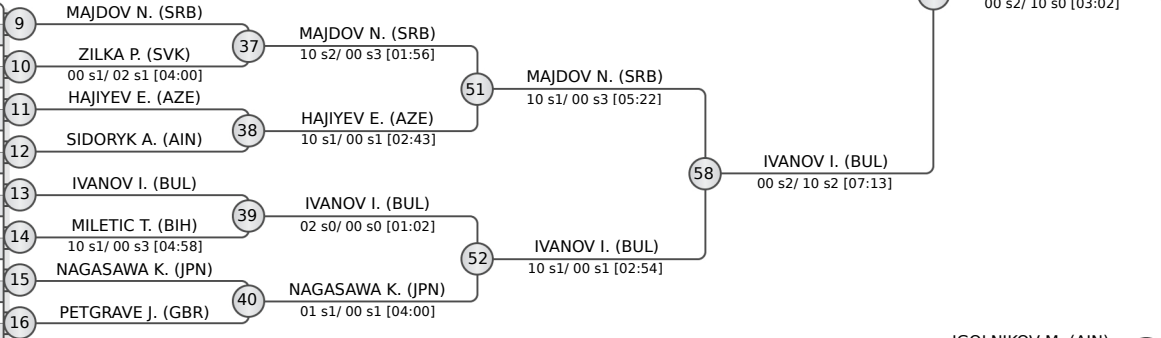 00 s2/ 10 s0 [03:02]
9
MAJDOV N. (SRB)
37
10
ZILKA P. (SVK)
00 s1/ 02 s1 [04:00]
MAJDOV N. (SRB)
10 s2/ 00 s3 [01:56]
51
11
HAJIYEV E. (AZE)
38
12
SIDORYK A. (AIN)
HAJIYEV E. (AZE)
10 s1/ 00 s1 [02:43]
MAJDOV N. (SRB)
10 s1/ 00 s3 [05:22]
58
13
IVANOV I. (BUL)
39
14
MILETIC T. (BIH)
10 s1/ 00 s3 [04:58]
IVANOV I. (BUL)
02 s0/ 00 s0 [01:02]
52
15
NAGASAWA K. (JPN)
40
16
PETGRAVE J. (GBR)
NAGASAWA K. (JPN)
01 s1/ 00 s1 [04:00]
IVANOV I. (BUL)
10 s1/ 00 s1 [02:54]
IVANOV I. (BUL)
00 s2/ 10 s2 [07:13]